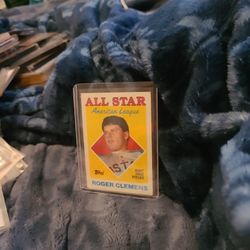 ALL STAR
American League
Topps
ROGER CLEMENS